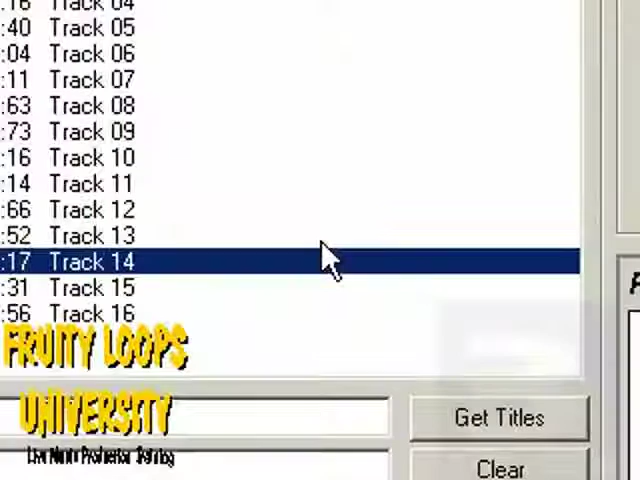 :16 Track 04
:40 Track 05
:04 Track 06
:11 Track 07
:63 Track 08
:73 Track 09
:16 Track 10
:14 Track 11
:66 Track 12
:52 Track 13
:17 Track 14
:31 Track 15
:56 Track 16
FRUITY LOOPS
UNIVERSITY
Get Titles
Clear